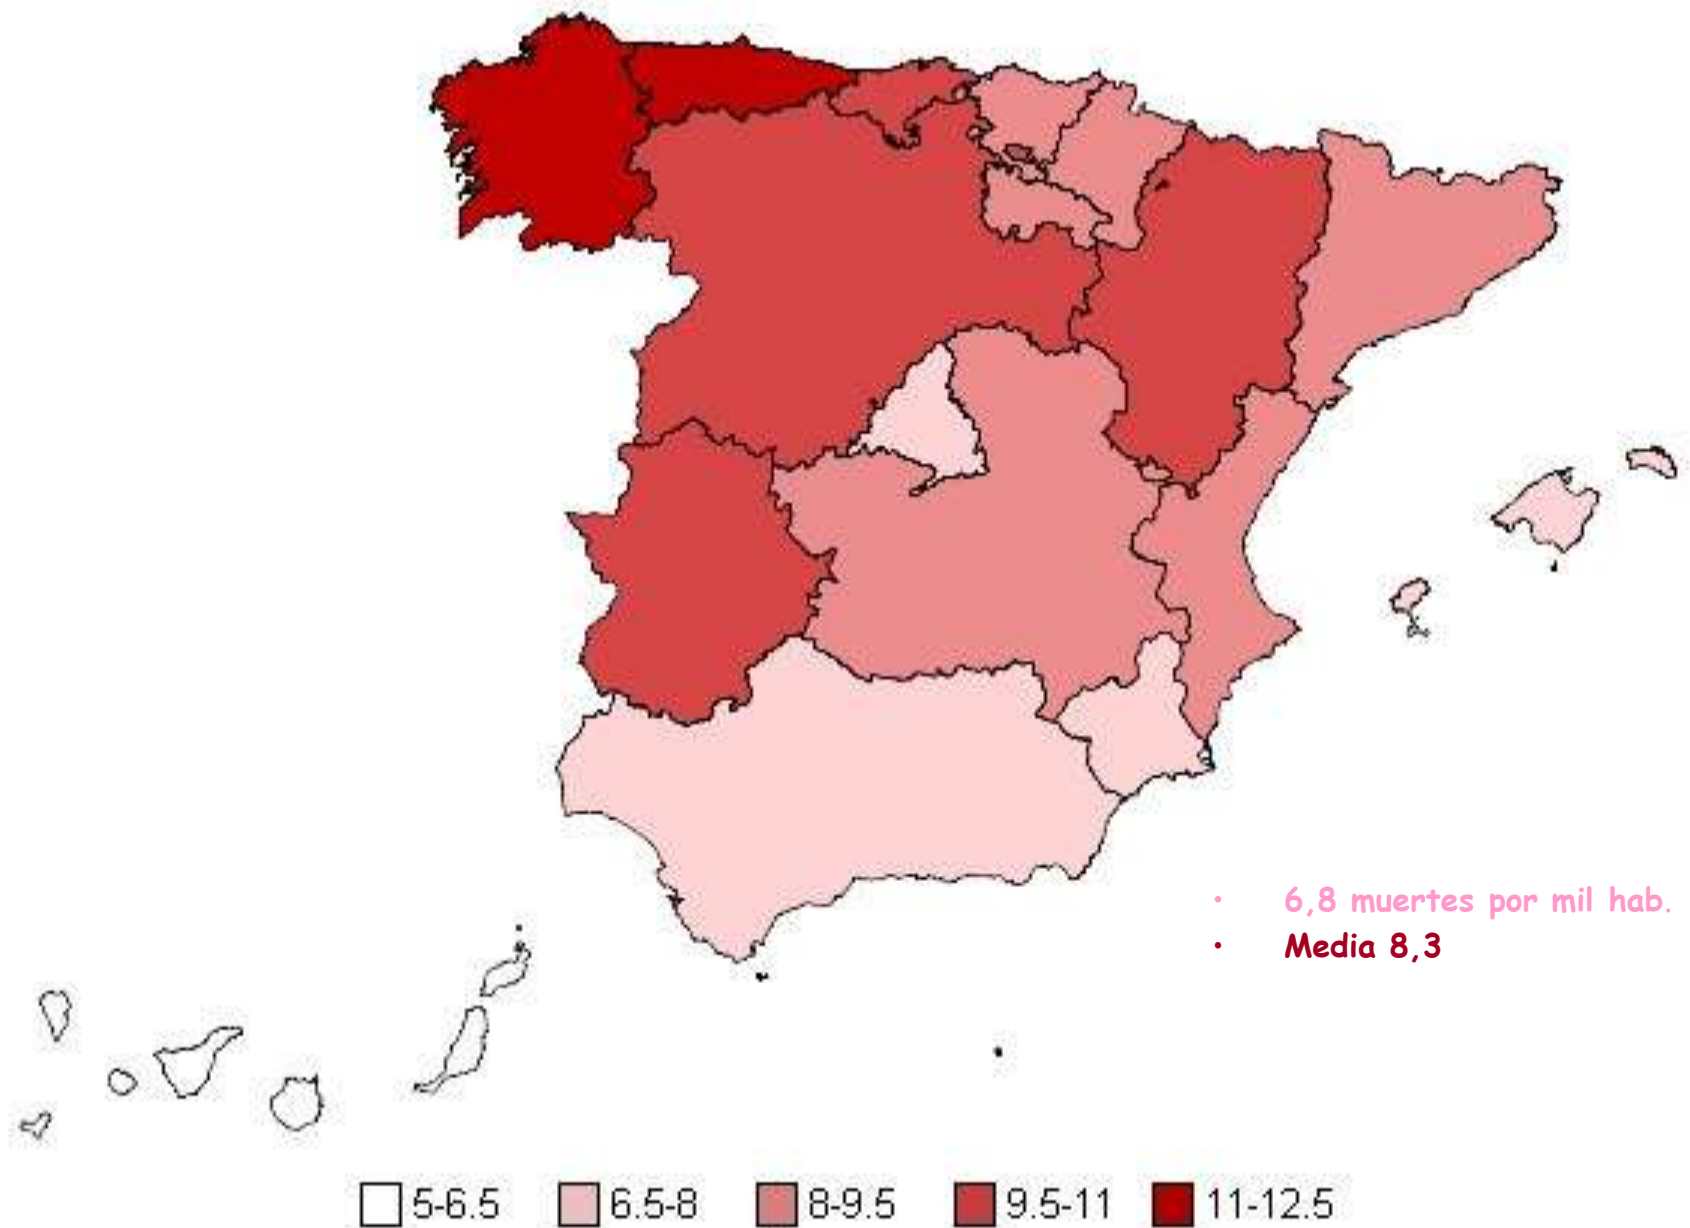 • 6,8 muertes por mil hab.
• Media 8,3
5-6.5 6.5-8 8-9.5 9.5-11 11-12.5